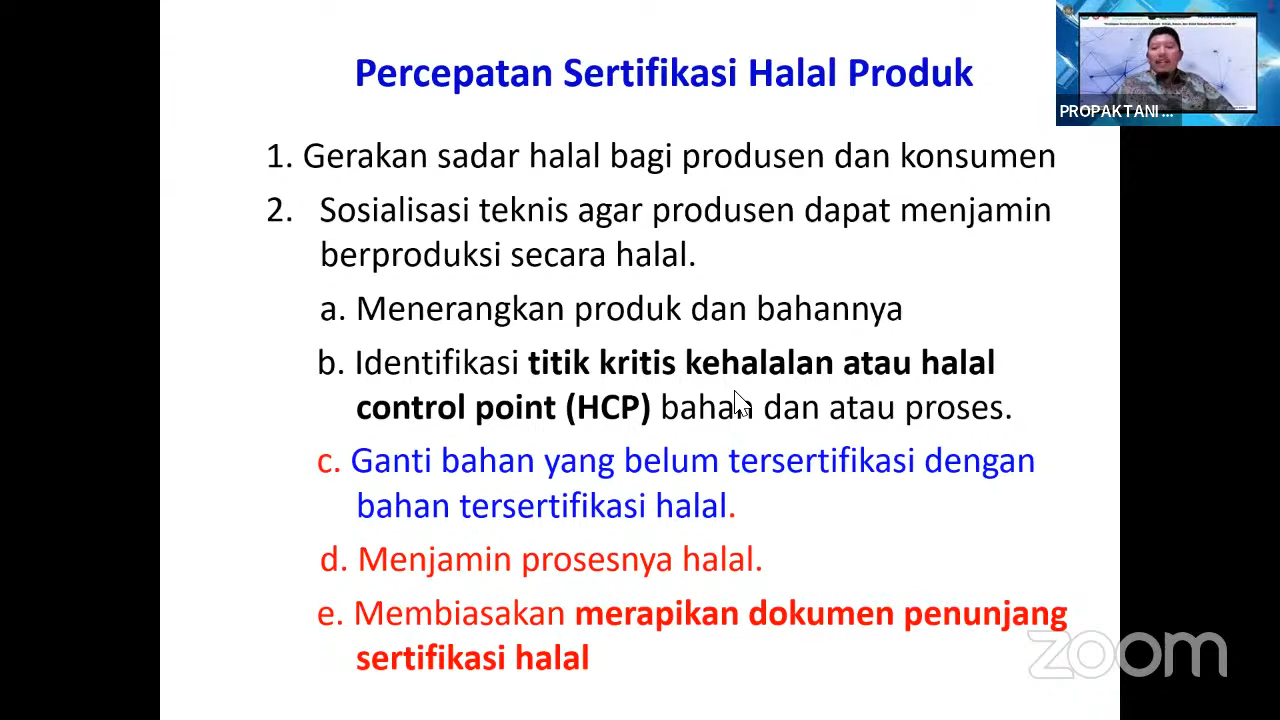 Percepatan Sertifikasi Halal Produk
PROPAKTANI ...
1. Gerakan sadar halal bagi produsen dan konsumen
2. Sosialisasi teknis agar produsen dapat menjamin
berproduksi secara halal.
a. Menerangkan produk dan bahannya
b. Identifikasi titik kritis kehalalan atau halal
control point (HCP) bahan dan atau proses.
c. Ganti bahan yang belum tersertifikasi dengan
bahan tersertifikasi halal.
d. Menjamin prosesnya halal.
e. Membiasakan merapikan dokumen penunjang
sertifikasi halal
zoom